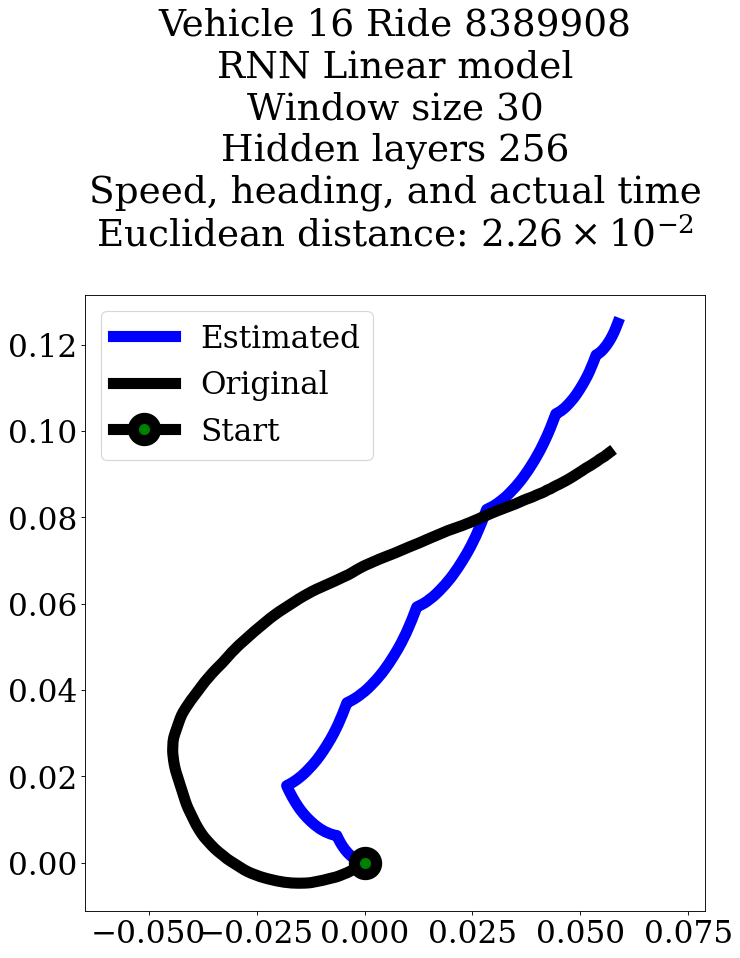 Vehicle 16 Ride 8389908
RNN Linear model
Window size 30
Hidden layers 256
Speed, heading, and actual time
Euclidean distance: 2.26 × 10⁻²
Estimated
Original
Start
0.12
0.10
0.08
0.06
0.04
0.02
0.00
−0.050 −0.025 0.000 0.025 0.050 0.075